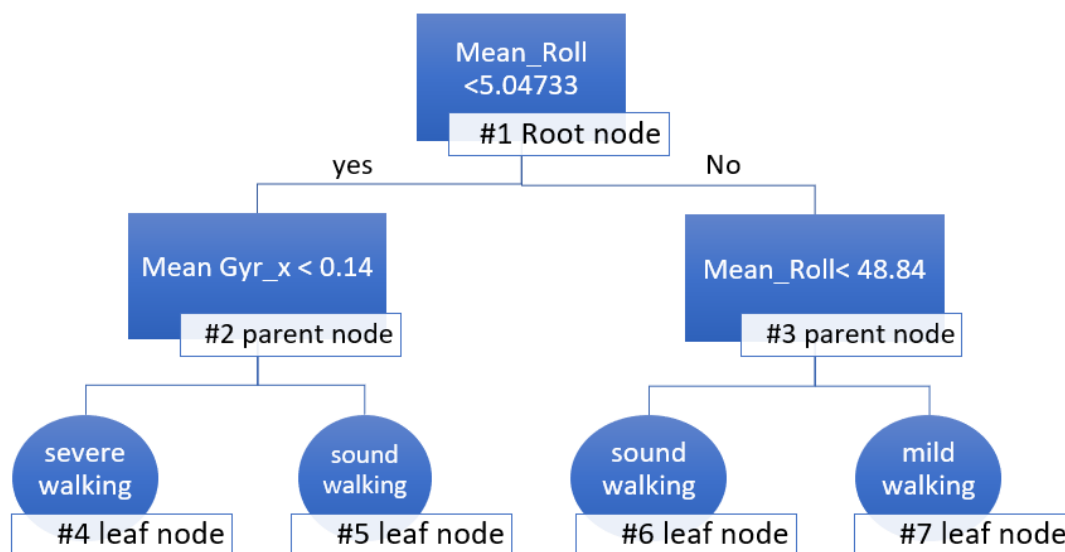 Mean_Roll
<5.04733
#1 Root node
yes
No
Mean Gyr_x < 0.14
#2 parent node
Mean_Roll< 48.84
#3 parent node
severe
walking
#4 leaf node
sound
walking
#5 leaf node
sound
walking
#6 leaf node
mild
walking
#7 leaf node